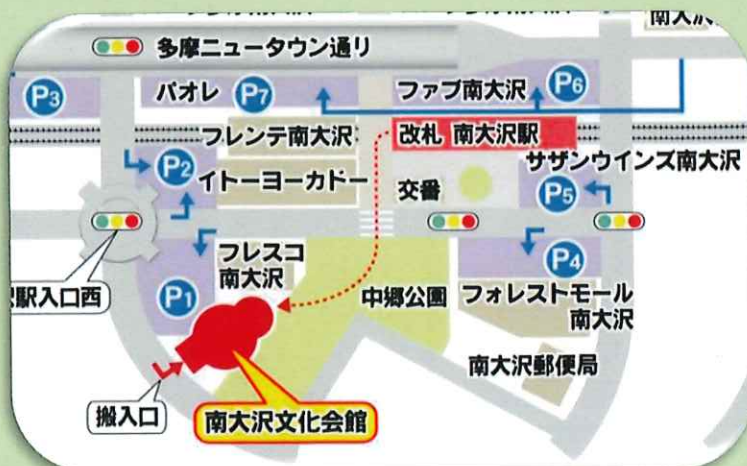 南大沢
多摩ニュータウン通り
P3
パオレ
P7
ファブ南大沢
P6
フレンテ南大沢
改札 南大沢駅
サザンウインズ南大沢
P2
イトーヨーカドー
交番
P5
駅入口西
P1
フレスコ
南大沢
中郷公園
P4
フォレストモール
南大沢
南大沢郵便局
搬入口
南大沢文化会館